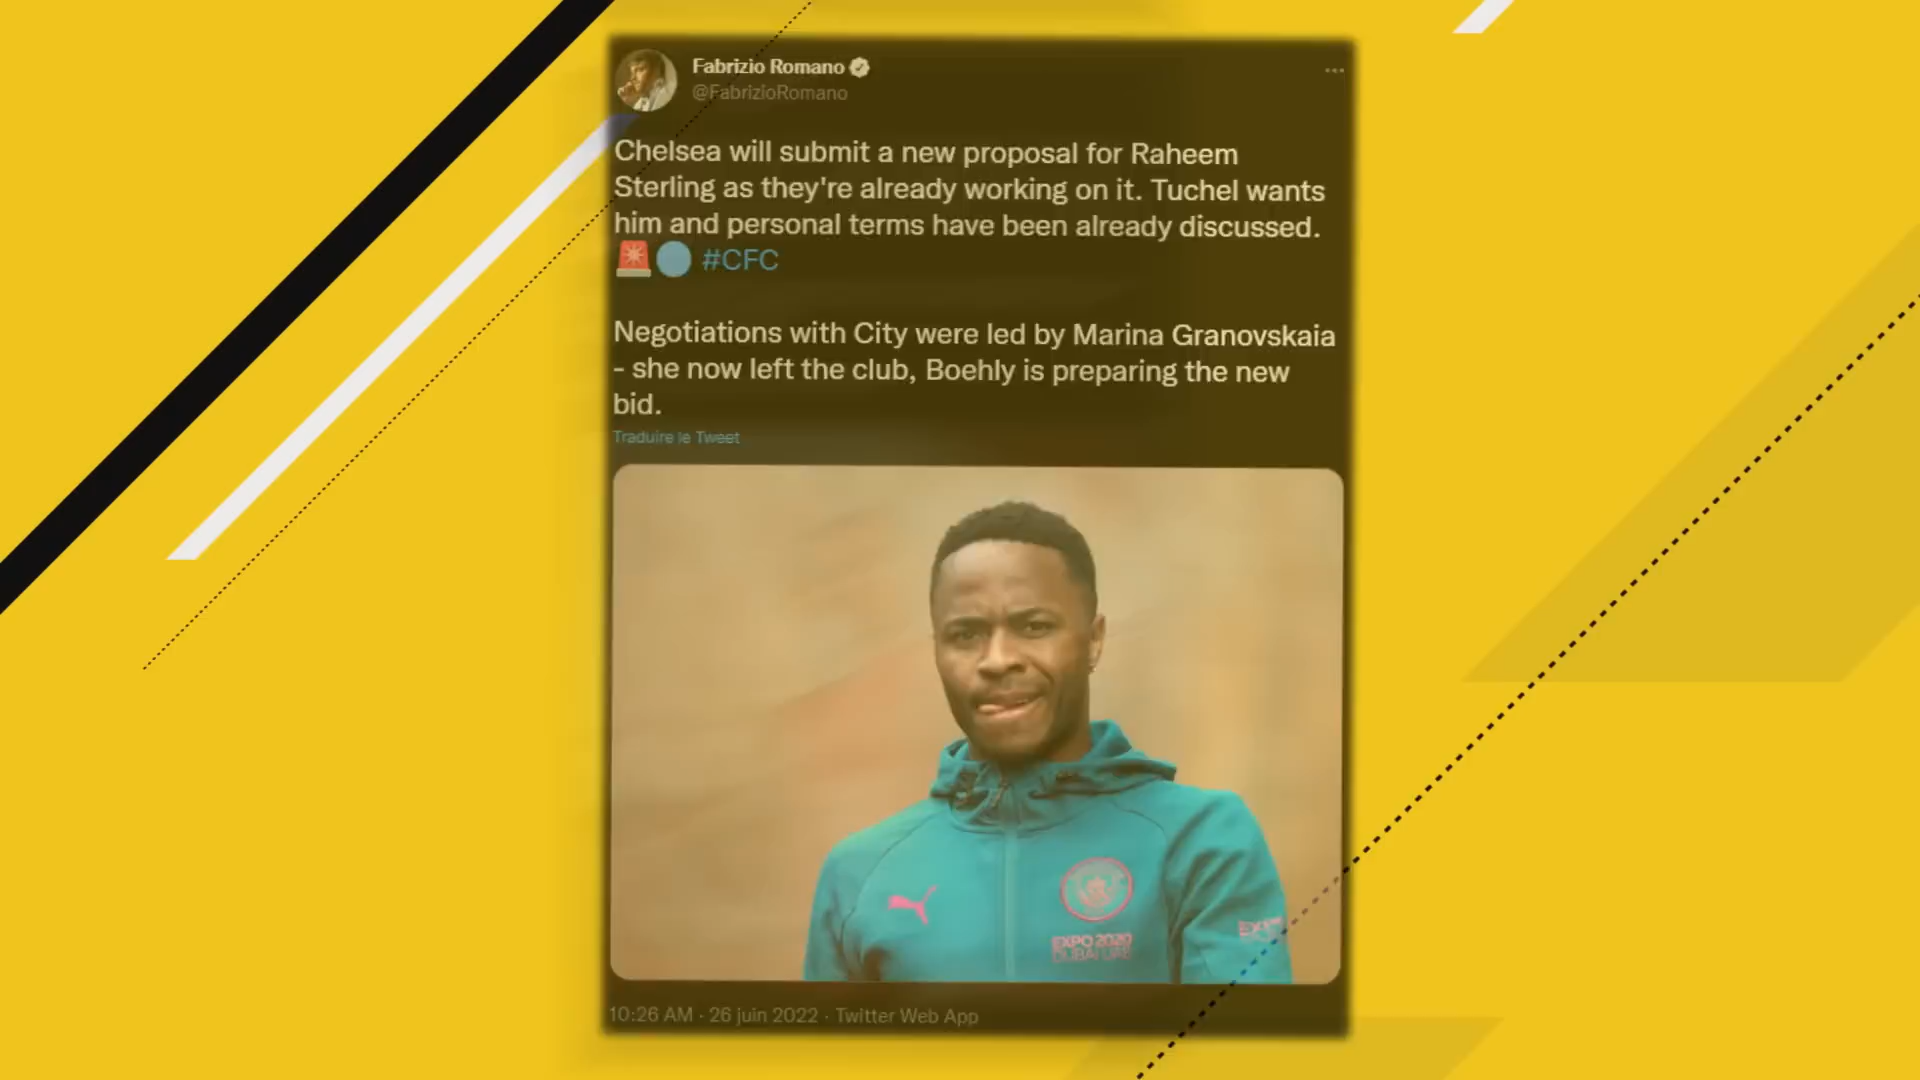 Fabrizio Romano
@FabrizioRomano
Chelsea will submit a new proposal for Raheem
Sterling as they're already working on it. Tuchel wants
him and personal terms have been already discussed.
#CFC
Negotiations with City were led by Marina Granovskaia
- she now left the club, Boehly is preparing the new
bid.
Traduire le Tweet
EXPO 2020
DUBAI UAE
10:26 AM · 26 juin 2022 · Twitter Web App